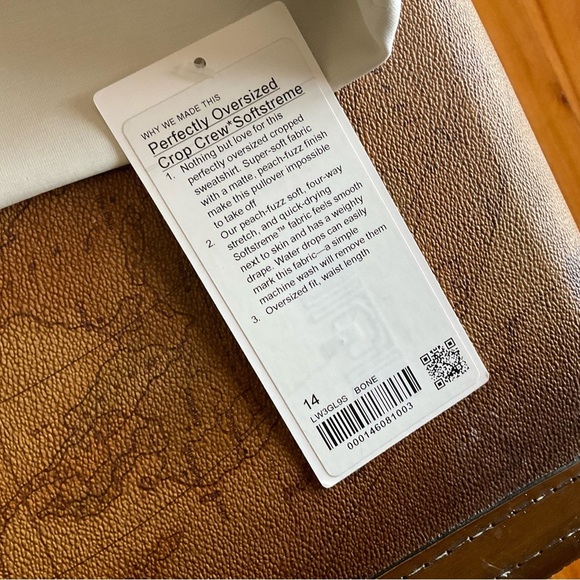 WHY WE MADE THIS
Perfectly Oversized
Crop Crew*Softstreme
1. Nothing but love for this
perfectly oversized cropped
sweatshirt. Super-soft fabric
with a matte, peach-fuzz finish
make this pullover impossible
to take off
2. Our peach-fuzz soft, four-way
stretch, and quick-drying
Softstreme™ fabric feels smooth
next to skin and has a weighty
drape. Water drops can easily
mark this fabric—a simple
machine wash will remove them
3. Oversized fit, waist length
14
LW3GL9S BONE
000146081003